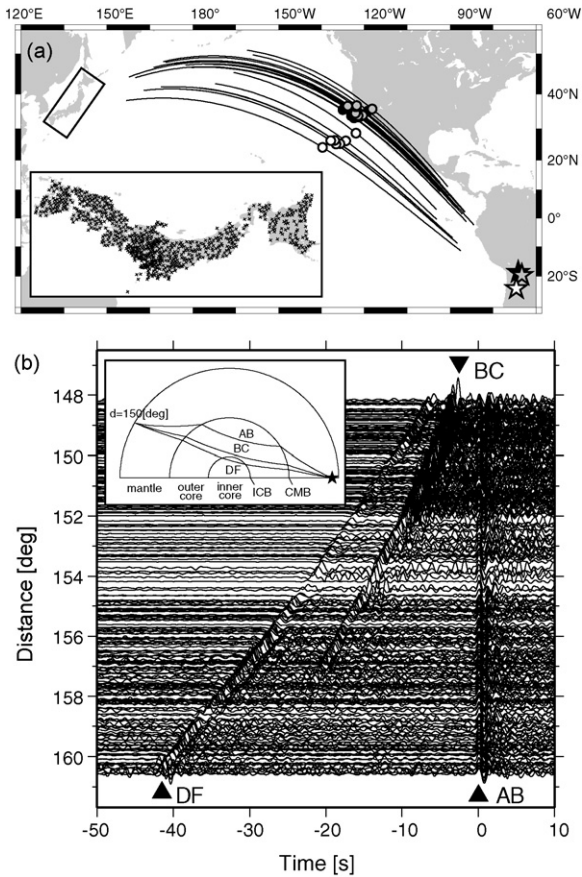 120°E 150° 180° 150°W 120°W 90°W 60°W
(a)
40°N
20°N
0°
20°S
(b)
BC
148
150
152
154
156
158
160
Distance [deg]
d=150[deg]
AB
BC
DF
mantle outer core inner core ICB CMB
DF
AB
-50 -40 -30 -20 -10 0 10
Time [s]